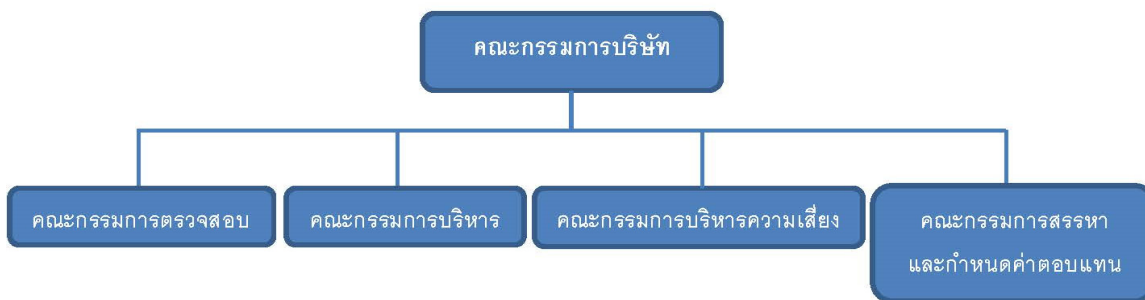 คณะกรรมการบริษัท
คณะกรรมการตรวจสอบ
คณะกรรมการบริหาร
คณะกรรมการบริหารความเสี่ยง
คณะกรรมการสรรหา
และกำหนดค่าตอบแทน